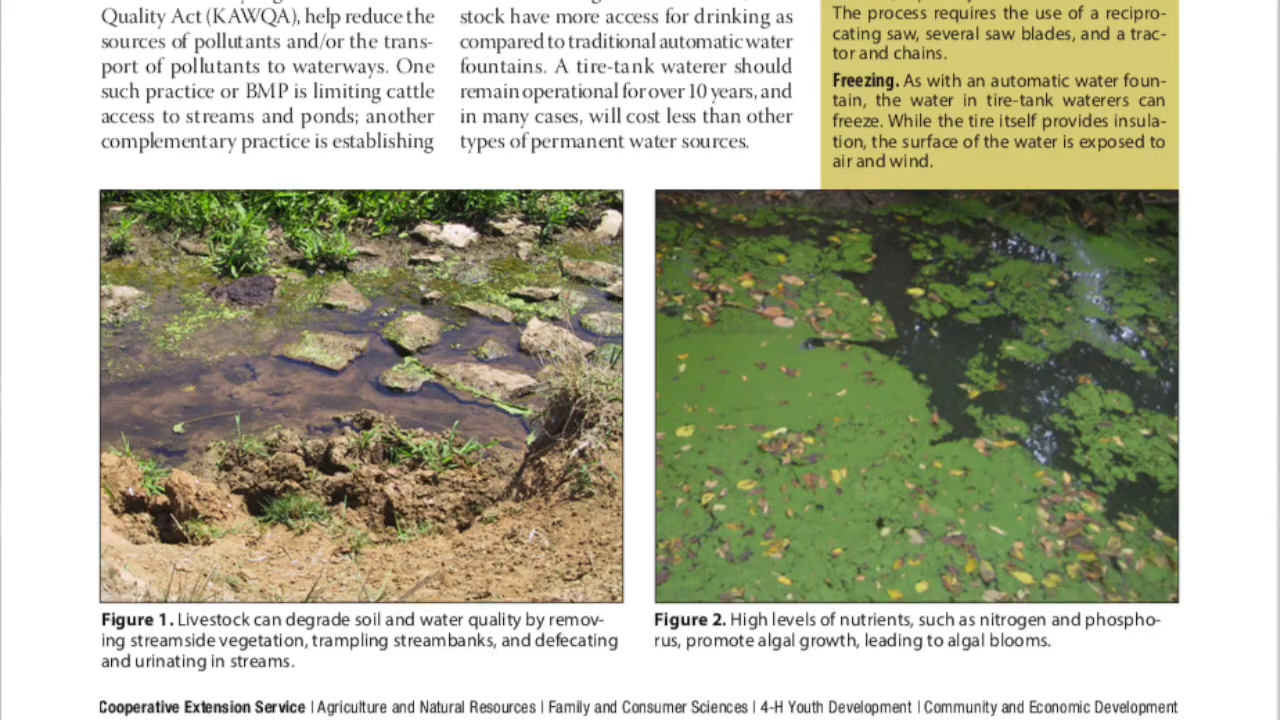 Quality Act (KAWQA), help reduce the
sources of pollutants and/or the trans-
port of pollutants to waterways. One
such practice or BMP is limiting cattle
access to streams and ponds; another
complementary practice is establishing
stock have more access for drinking as
compared to traditional automatic water
fountains. A tire-tank waterer should
remain operational for over 10 years, and
in many cases, will cost less than other
types of permanent water sources.
The process requires the use of a recipro-
cating saw, several saw blades, and a trac-
tor and chains.
Freezing. As with an automatic water foun-
tain, the water in tire-tank waterers can
freeze. While the tire itself provides insula-
tion, the surface of the water is exposed to
air and wind.
Figure 1. Livestock can degrade soil and water quality by remov-
ing streamside vegetation, trampling streambanks, and defecating
and urinating in streams.
Figure 2. High levels of nutrients, such as nitrogen and phospho-
rus, promote algal growth, leading to algal blooms.
Cooperative Extension Service | Agriculture and Natural Resources | Family and Consumer Sciences | 4-H Youth Development | Community and Economic Development